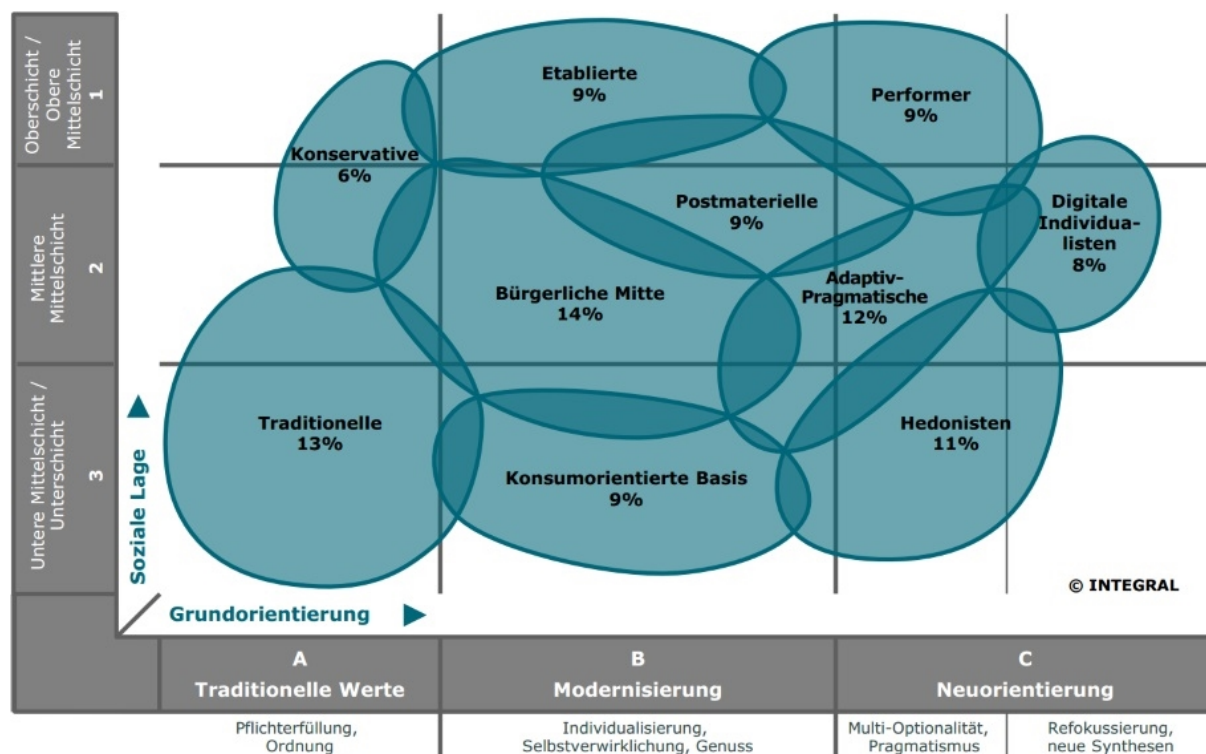 Oberschicht /
Obere
Mittelschicht
1
Mittlere
Mittelschicht
2
Untere Mittelschicht /
Unterschicht
3
Soziale Lage
Grundorientierung
Etablierte
9%
Performer
9%
Konservative
6%
Postmaterielle
9%
Digitale
Individua-
listen
8%
Bürgerliche Mitte
14%
Adaptiv-
Pragmatische
12%
Traditionelle
13%
Hedonisten
11%
Konsumorientierte Basis
9%
© INTEGRAL
A
Traditionelle Werte
B
Modernisierung
C
Neuorientierung
Pflichterfüllung,
Ordnung
Individualisierung,
Selbstverwirklichung, Genuss
Multi-Optionalität,
Pragmatismus
Refokussierung,
neue Synthesen